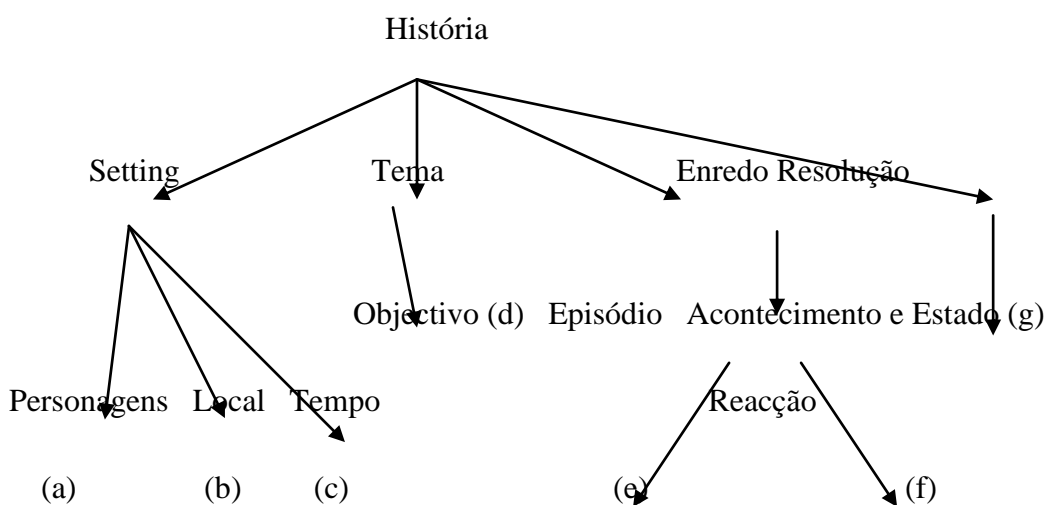 História
Setting Tema Enredo Resolução
Objectivo (d) Episódio Acontecimento e Estado (g)
Personagens Local Tempo Reacção
(a) (b) (c) (e) (f)